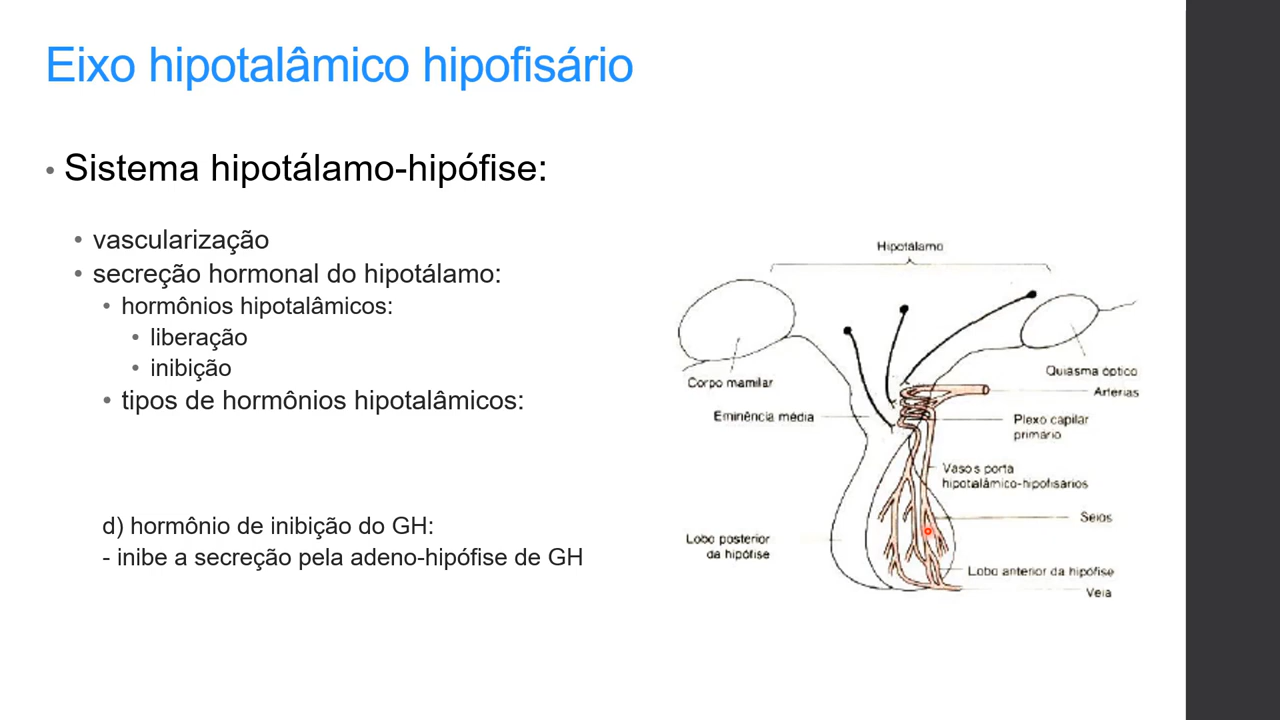 Eixo hipotalâmico hipofisário
• Sistema hipotálamo-hipófise:
• vascularização
• secreção hormonal do hipotálamo:
• hormônios hipotalâmicos:
• liberação
• inibição
• tipos de hormônios hipotalâmicos:
d) hormônio de inibição do GH:
- inibe a secreção pela adeno-hipófise de GH
Hipotálamo
Corpo mamilar
Quiasma óptico
Artérias
Eminência média
Plexo capilar
primário
Vasos porta
hipotalâmico-hipofisários
Seios
Lobo posterior
da hipófise
Lobo anterior da hipófise
Veia